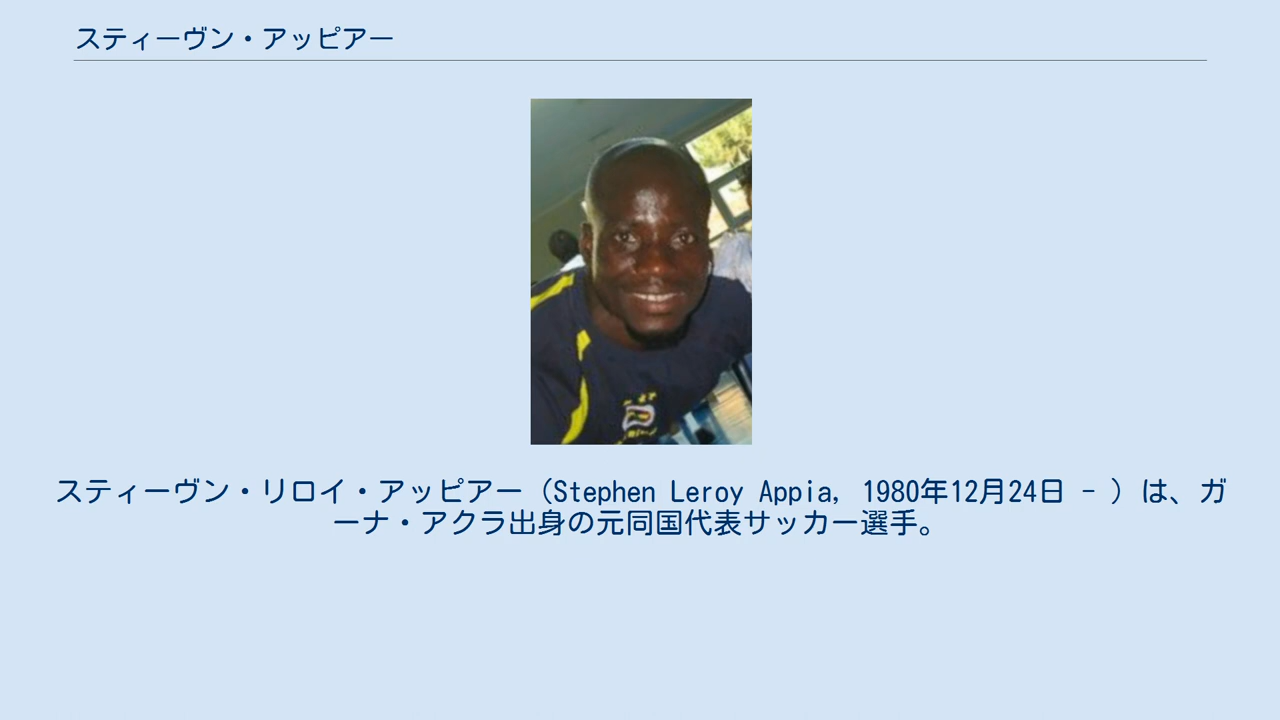 スティーヴン・アッピアー
スティーヴン・リロイ・アッピアー（Stephen Leroy Appia, 1980年12月24日 - ）は、ガ
ーナ・アクラ出身の元同国代表サッカー選手。